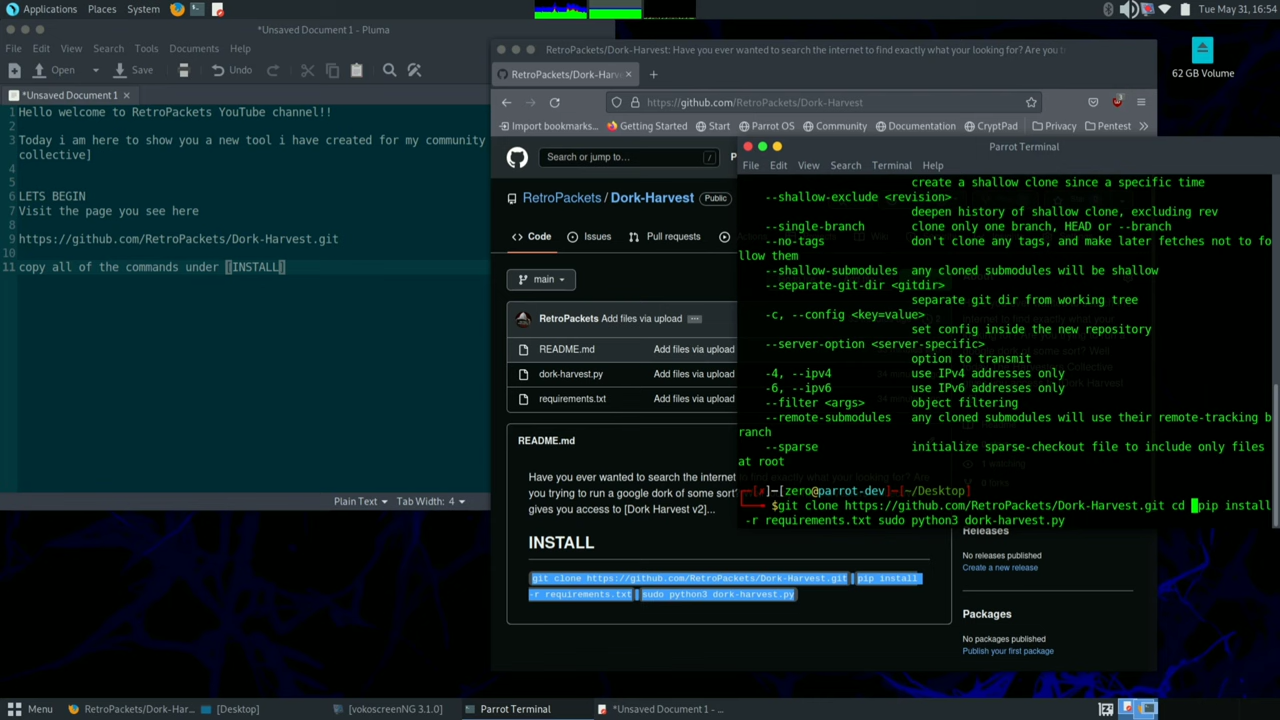 Applications Places System Tue May 31, 16:54
*Unsaved Document 1 - Pluma
File Edit View Search Tools Documents Help
Open Save Undo
*Unsaved Document 1
1 Hello welcome to RetroPackets YouTube channel!!
2
3 Today i am here to show you a new tool i have created for my community
collective]
4
5
6 LETS BEGIN
7 Visit the page you see here
8
9 https://github.com/RetroPackets/Dork-Harvest.git
10
11 copy all of the commands under [INSTALL]
Plain Text Tab Width: 4
62 GB Volume
RetroPackets/Dork-Harvest: Have you ever wanted to search the internet to find exactly what your looking for? Are you t
RetroPackets/Dork-Harv
https://github.com/RetroPackets/Dork-Harvest
Import bookmarks... Getting Started Start Parrot OS Community Documentation CryptPad Privacy Pentest
Search or jump to... /
RetroPackets / Dork-Harvest Public
Code Issues Pull requests
main
RetroPackets Add files via upload
README.md Add files via upload
dork-harvest.py Add files via upload
requirements.txt Add files via upload
README.md
Have you ever wanted to search the internet to find exactly what your looking for? Are
you trying to run a google dork of some sort
gives you access to [Dork Harvest v2]...
INSTALL
git clone https://github.com/RetroPackets/Dork-Harvest.git pip install
-r requirements.txt sudo python3 dork-harvest.py
Releases
No releases published
Create a new release
Packages
No packages published
Publish your first package
Parrot Terminal
File Edit View Search Terminal Help
create a shallow clone since a specific time
--shallow-exclude <revision>
deepen history of shallow clone, excluding rev
--single-branch clone only one branch, HEAD or --branch
--no-tags don't clone any tags, and make later fetches not to fo
llow them
--shallow-submodules any cloned submodules will be shallow
--separate-git-dir <gitdir>
separate git dir from working tree
-c, --config <key=value>
set config inside the new repository
--server-option <server-specific>
option to transmit
-4, --ipv4 use IPv4 addresses only
-6, --ipv6 use IPv6 addresses only
--filter <args> object filtering
--remote-submodules any cloned submodules will use their remote-tracking b
ranch
--sparse initialize sparse-checkout file to include only files
at root
[✗]─[zero@parrot-dev]─[~/Desktop]
$git clone https://github.com/RetroPackets/Dork-Harvest.git cd pip install
-r requirements.txt sudo python3 dork-harvest.py
Menu RetroPackets/Dork-Har... [Desktop] [vokoscreenNG 3.1.0] Parrot Terminal *Unsaved Document 1 - ...